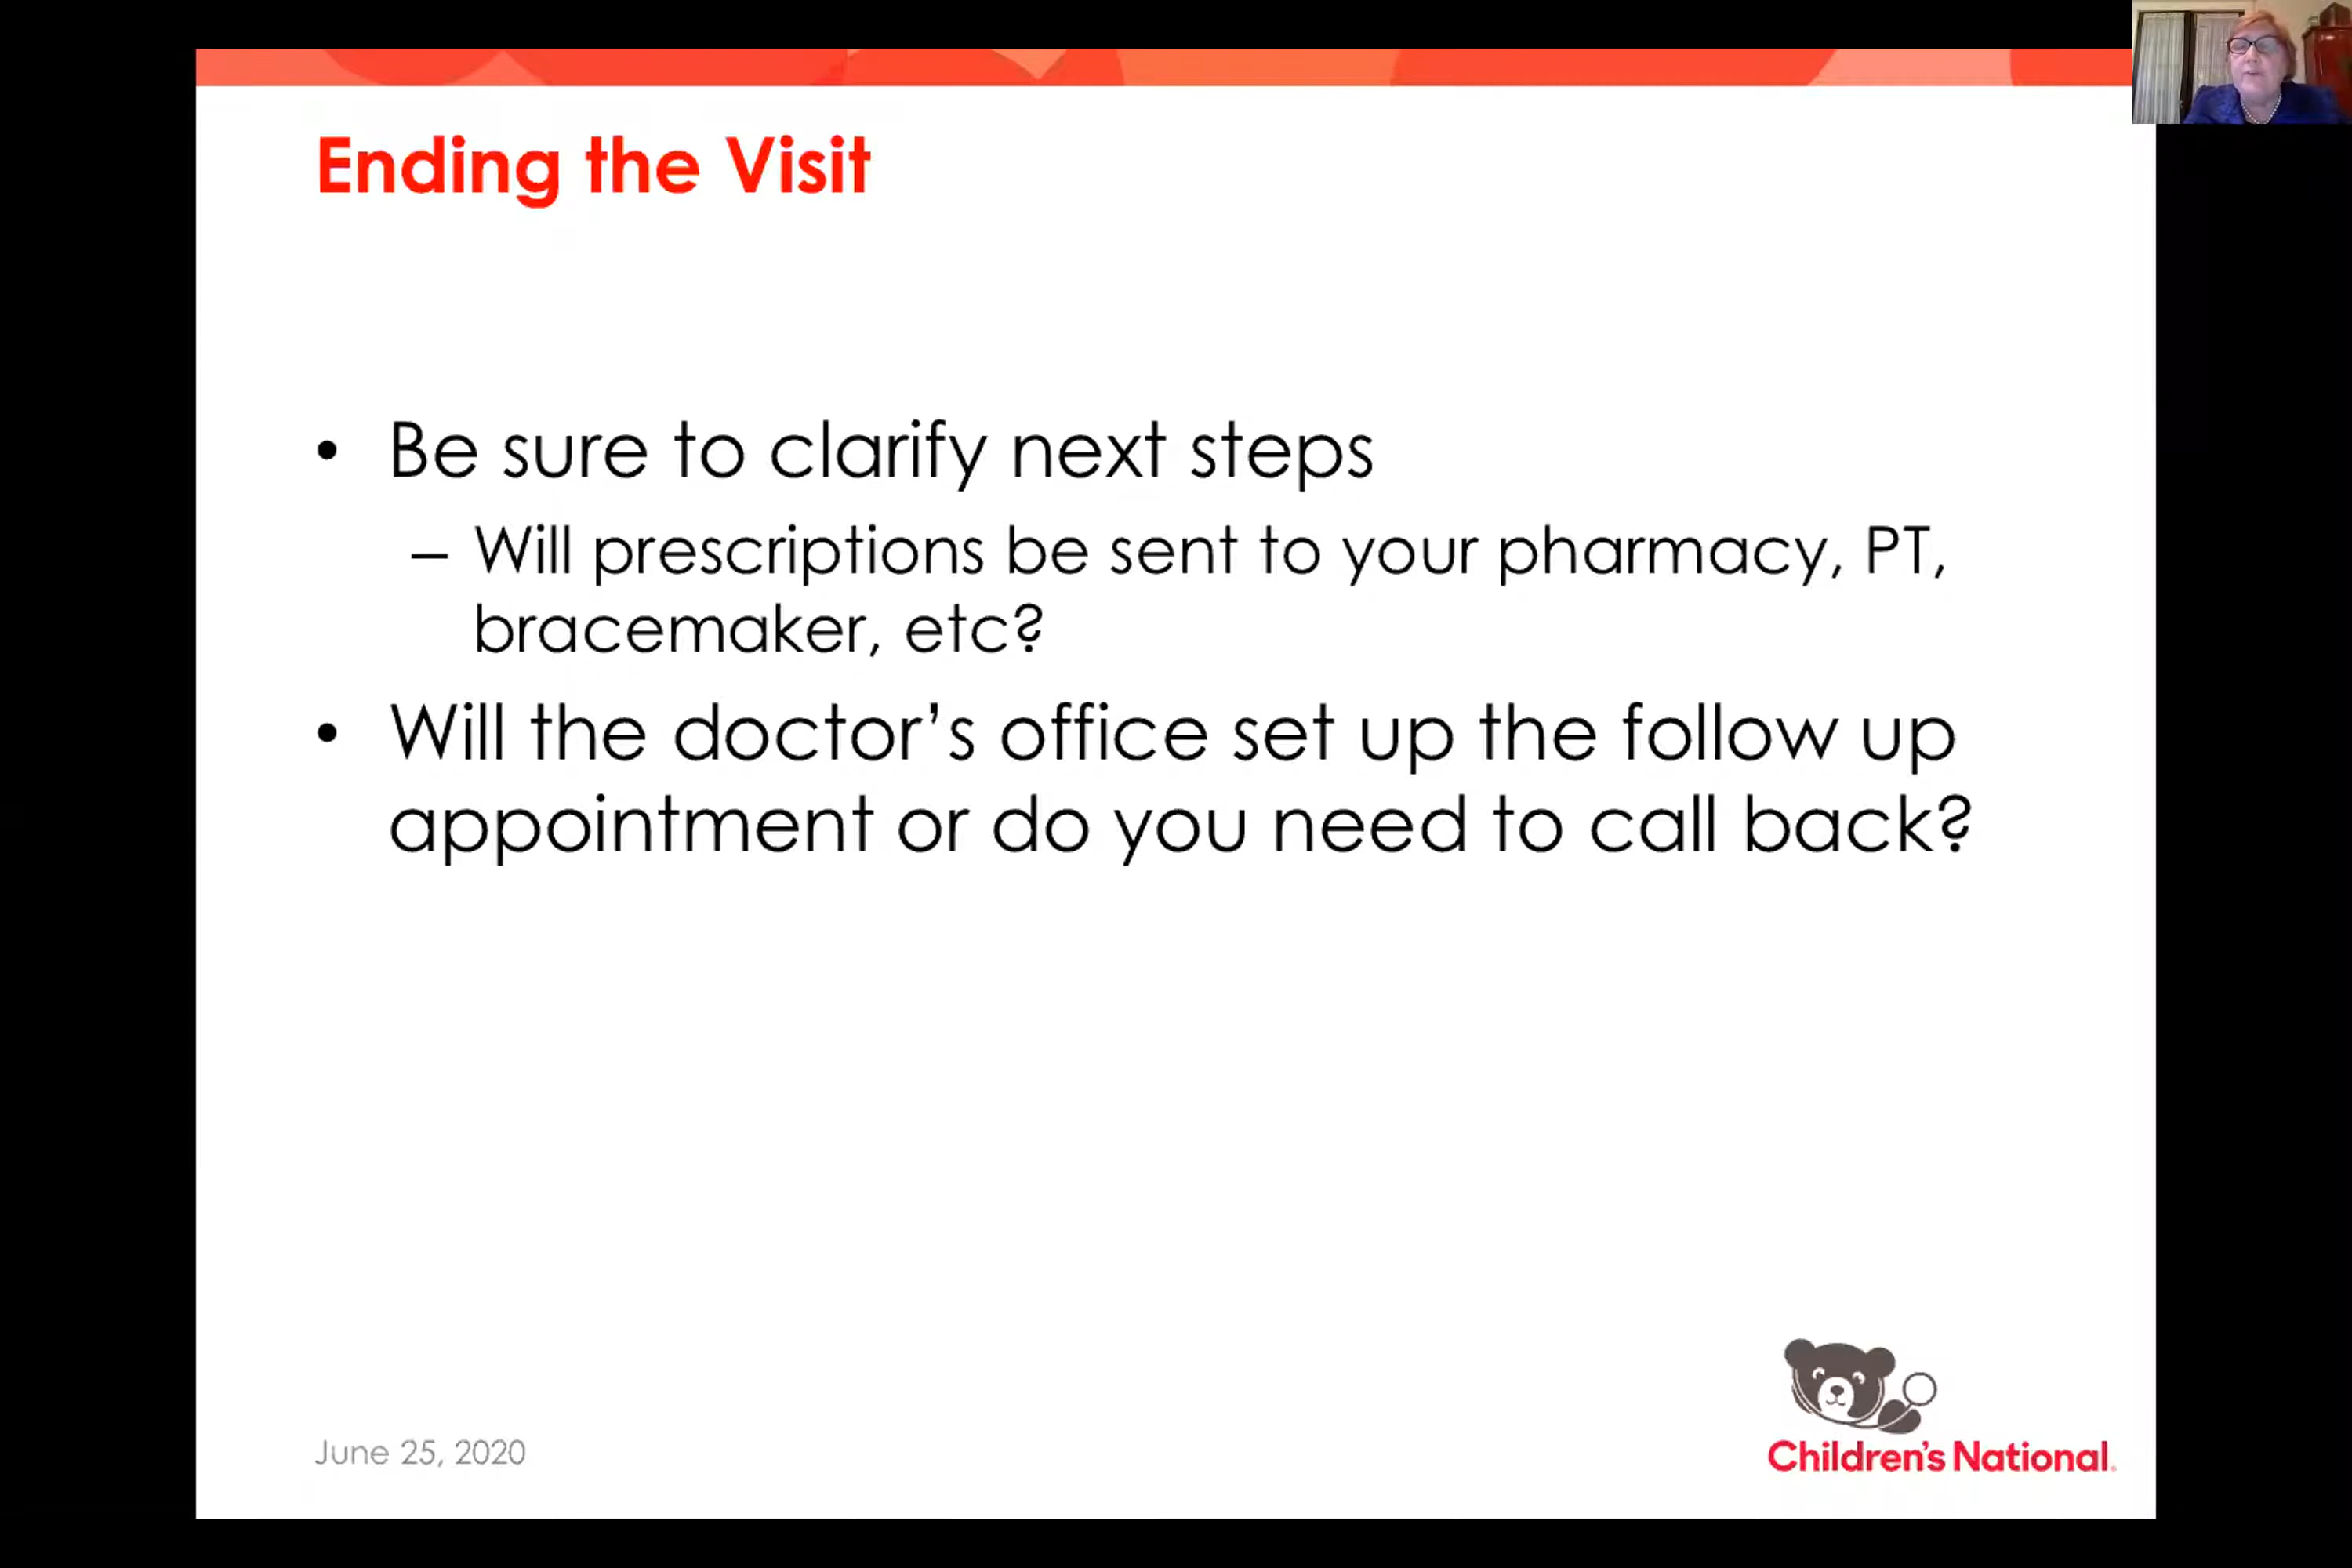 Ending the Visit
• Be sure to clarify next steps
– Will prescriptions be sent to your pharmacy, PT,
bracemaker, etc?
• Will the doctor’s office set up the follow up
appointment or do you need to call back?
June 25, 2020
Children’s National.